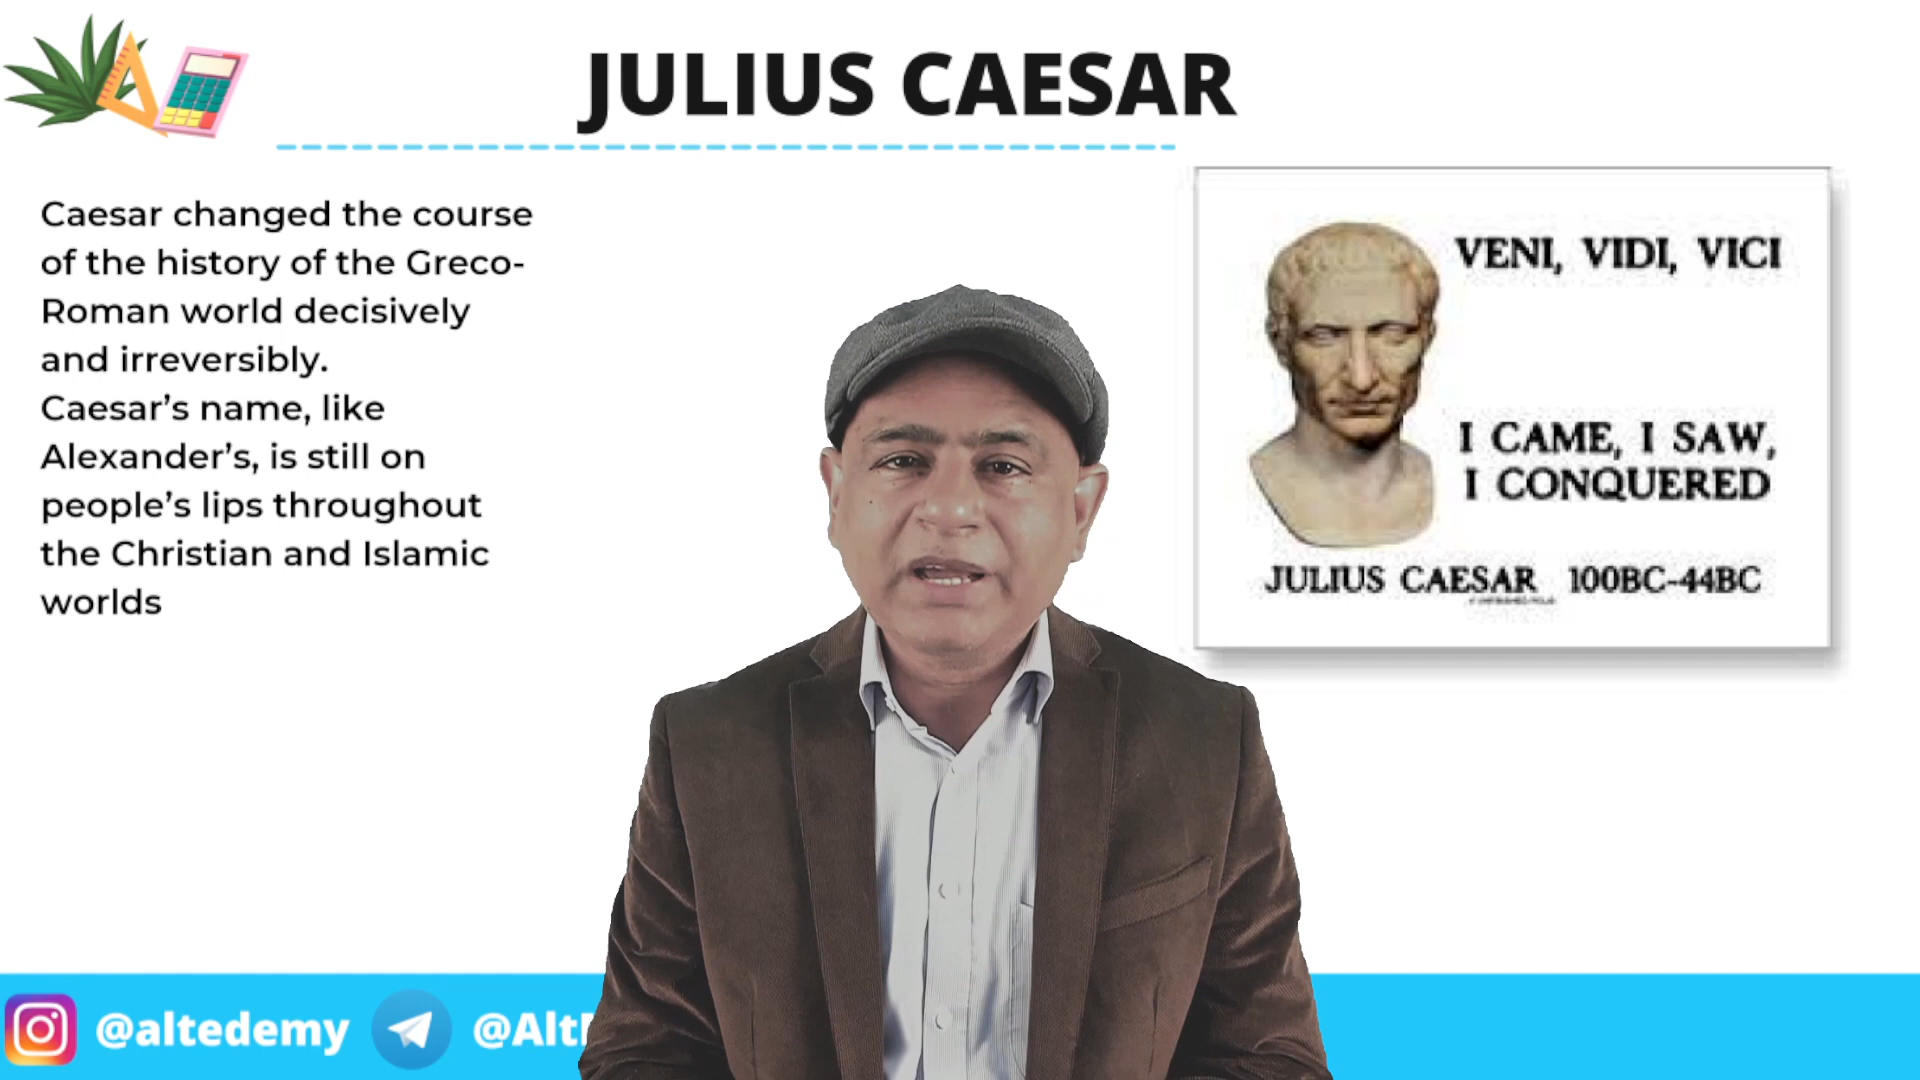 JULIUS CAESAR
Caesar changed the course
of the history of the Greco-
Roman world decisively
and irreversibly.
Caesar’s name, like
Alexander’s, is still on
people’s lips throughout
the Christian and Islamic
worlds
VENI, VIDI, VICI
I CAME, I SAW,
I CONQUERED
JULIUS CAESAR 100BC-44BC
@altedemy